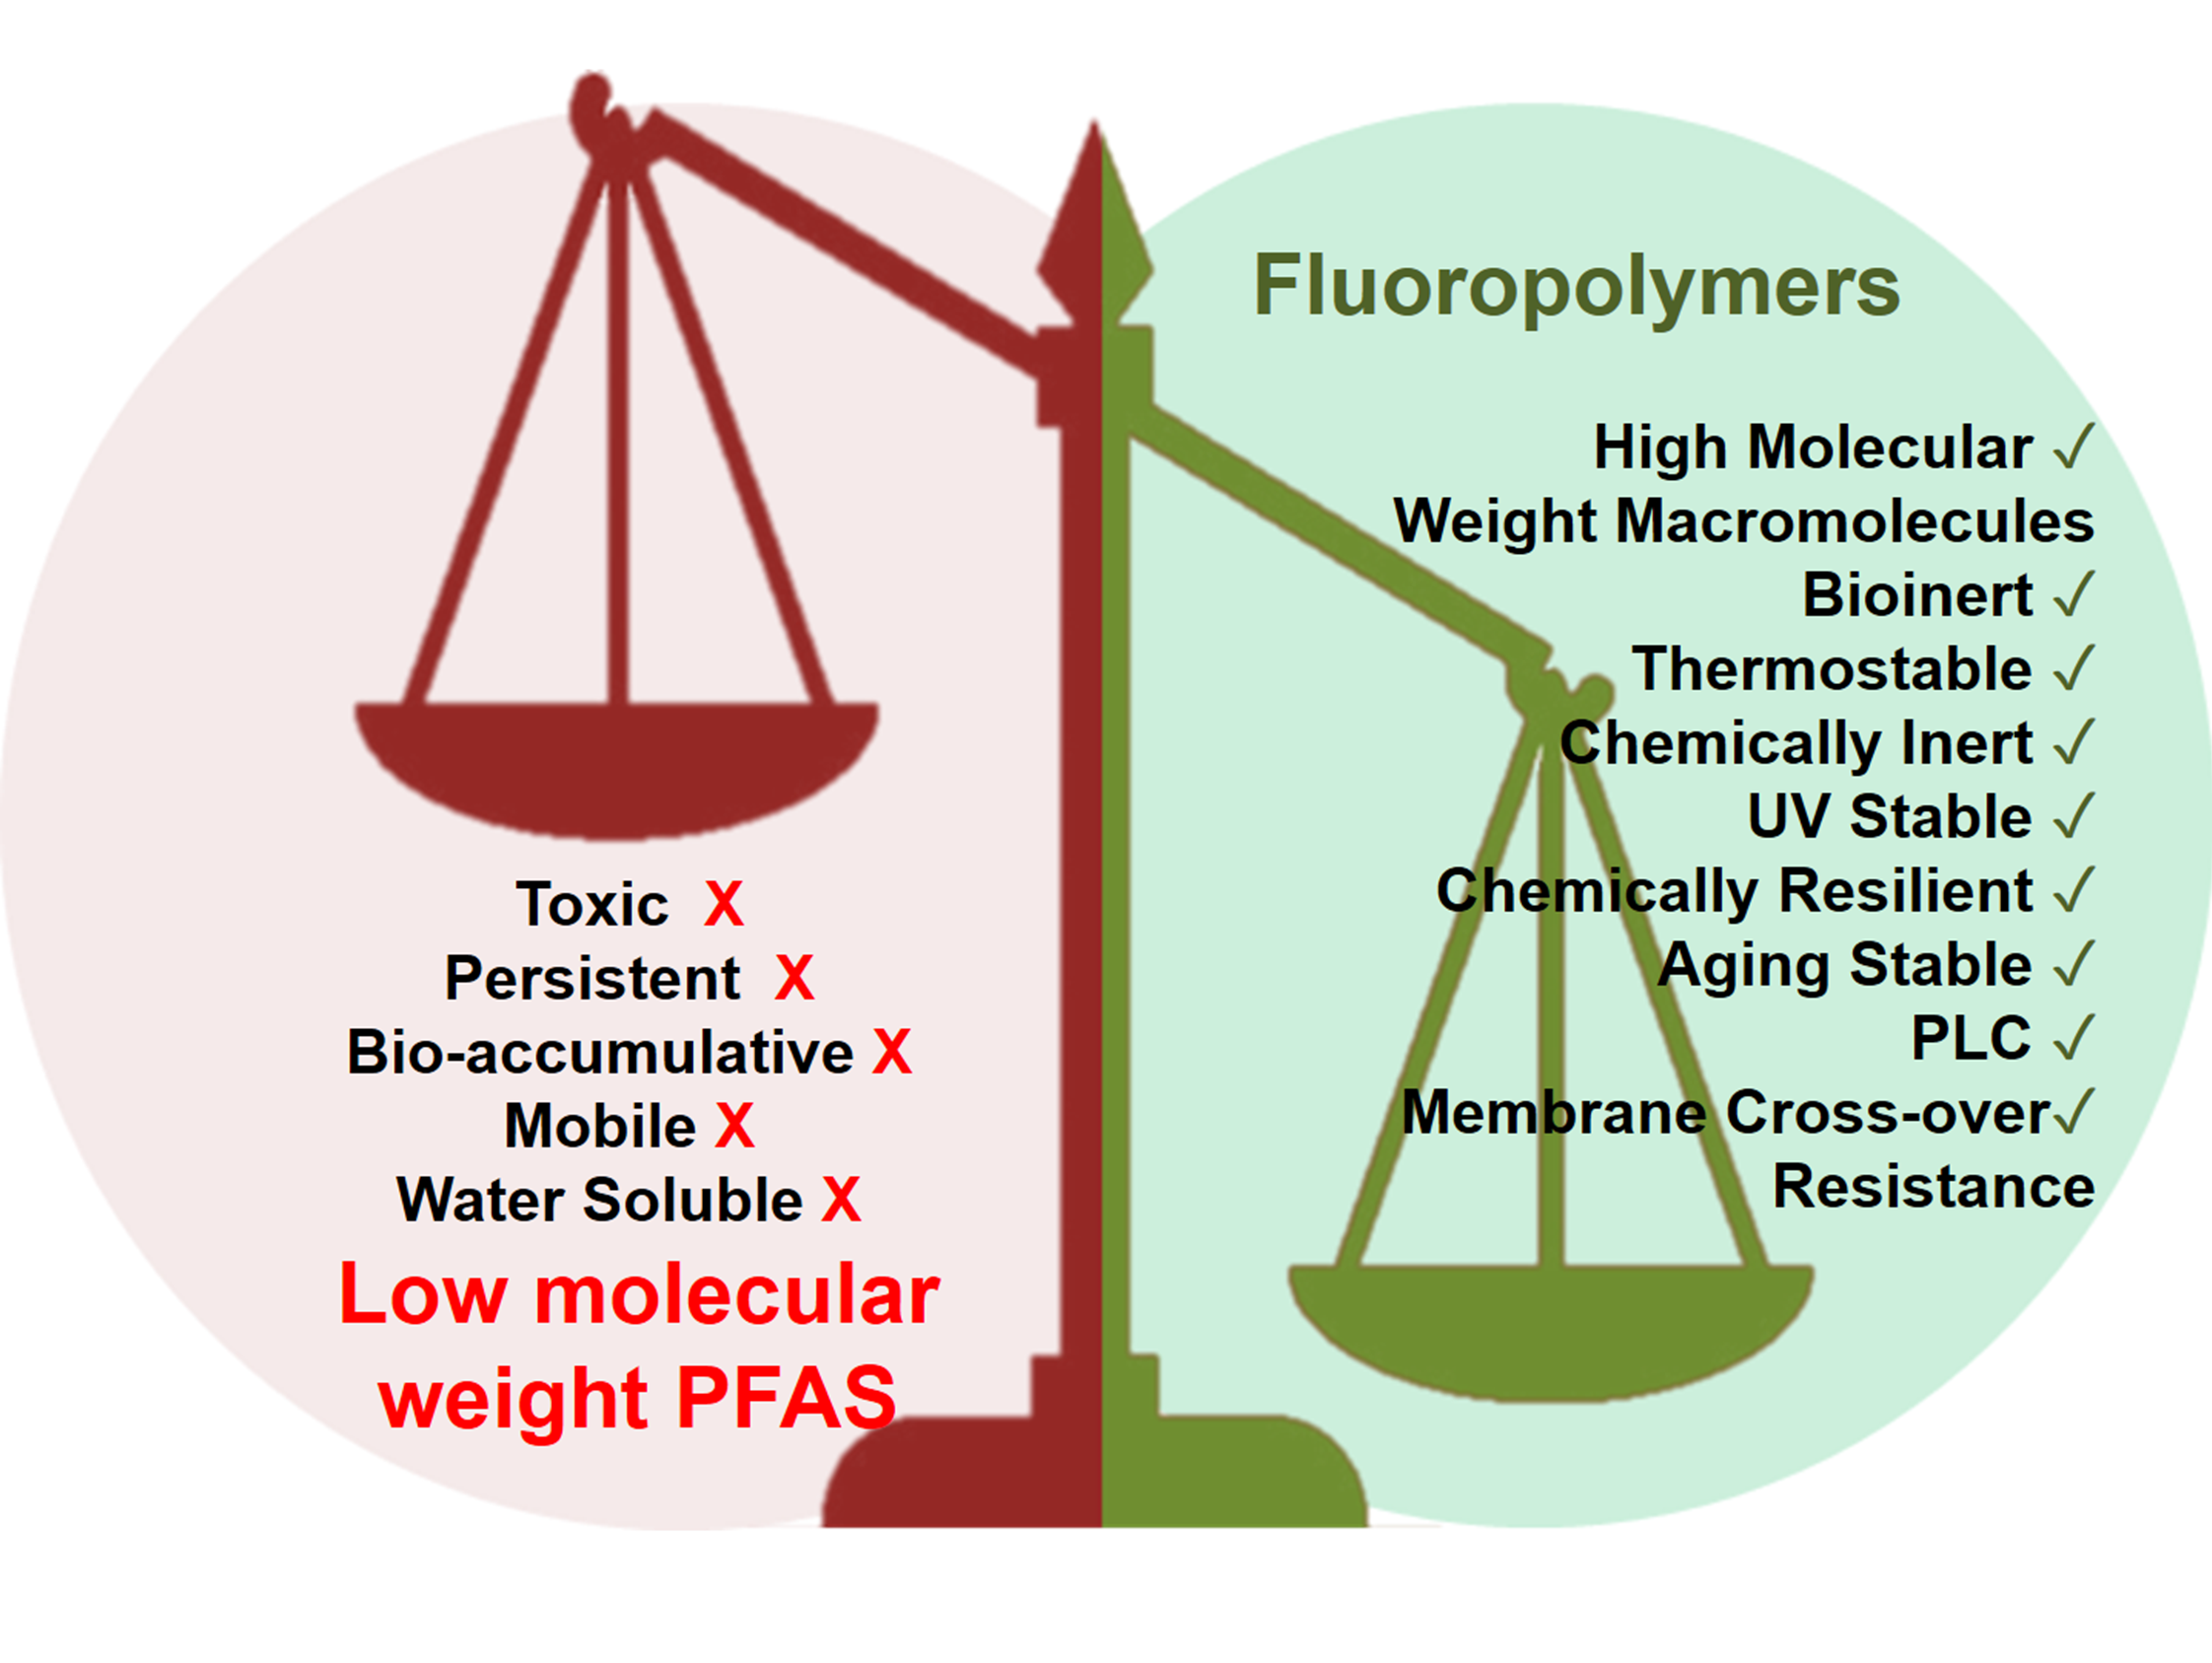 Toxic X
Persistent X
Bio-accumulative X
Mobile X
Water Soluble X
Low molecular
weight PFAS
Fluoropolymers
High Molecular ✓
Weight Macromolecules
Bioinert ✓
Thermostable ✓
Chemically Inert ✓
UV Stable ✓
Chemically Resilient ✓
Aging Stable ✓
PLC ✓
Membrane Cross-over✓
Resistance